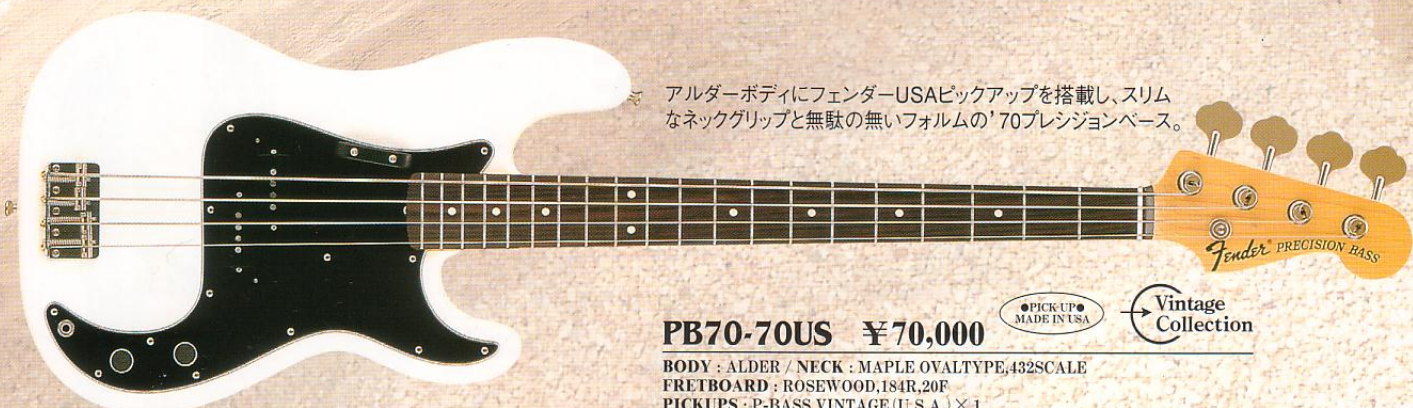 アルダーボディにフェンダーUSAピックアップを搭載し、スリム
なネックグリップと無駄の無いフォルムの'70プレシジョンベース。
Fender PRECISION BASS
●PICK-UP●
MADE IN USA
Vintage
Collection
PB70-70US ¥70,000
BODY : ALDER / NECK : MAPLE OVALTYPE,432SCALE
FRETBOARD : ROSEWOOD,184R,20F
PICKUPS : P-BASS VINTAGE(U.S.A.)×1